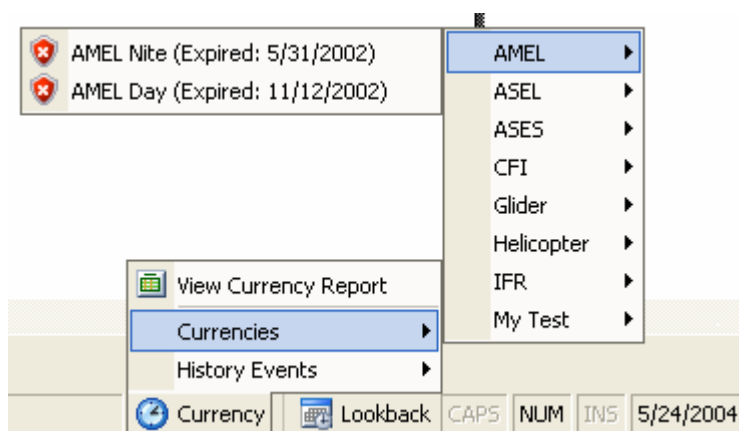 AMEL Nite (Expired: 5/31/2002)
AMEL Day (Expired: 11/12/2002)
AMEL
ASEL
ASES
CFI
Glider
Helicopter
IFR
My Test
View Currency Report
Currencies
History Events
Currency
Lookback
CAPS
NUM
INS
5/24/2004